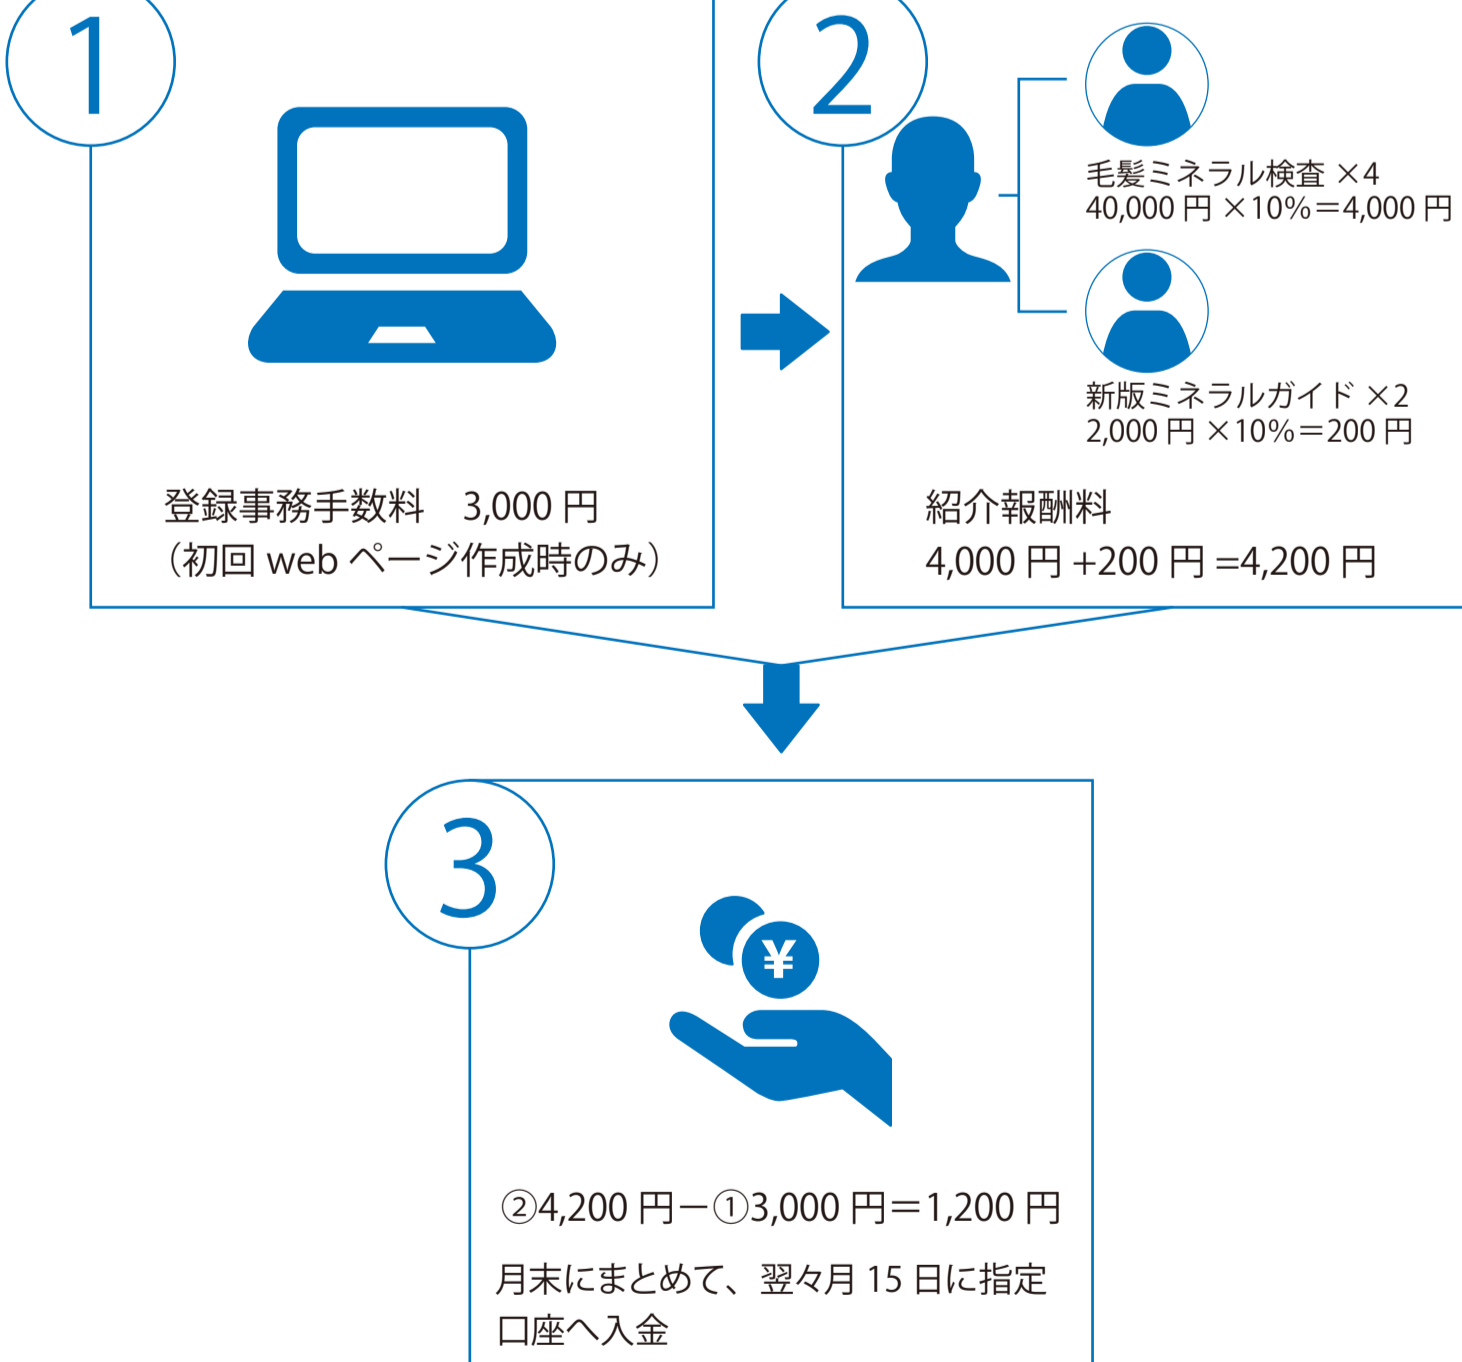 1
登録事務手数料　3,000 円
（初回 web ページ作成時のみ）
2
毛髪ミネラル検査 ×4
40,000 円 ×10%＝4,000 円
新版ミネラルガイド ×2
2,000 円 ×10%＝200 円
紹介報酬料
4,000 円 +200 円 =4,200 円
3
¥
②4,200 円－①3,000 円＝1,200 円
月末にまとめて、翌々月 15 日に指定
口座へ入金